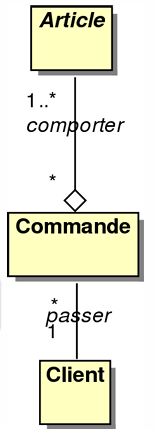 Article
1..*
comporter
*
Commande
*
passer
1
Client